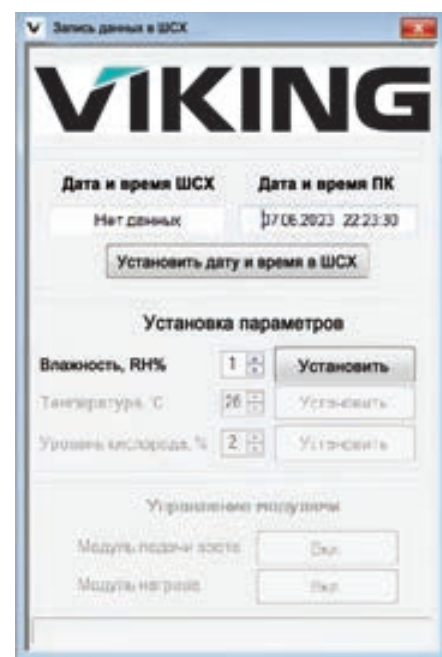 Запись данных в ШСХ
VIKING
Дата и время ШСХ Дата и время ПК
Нет данных 07.06.2023 22:23:30
Установить дату и время в ШСХ
Установка параметров
Влажность, RH% 1 Установить
Температура, С 26 Установить
Уровень кислорода, % 2 Установить
Управление модулями
Модуль подачи азота Вкл
Модуль нагрева Вкл